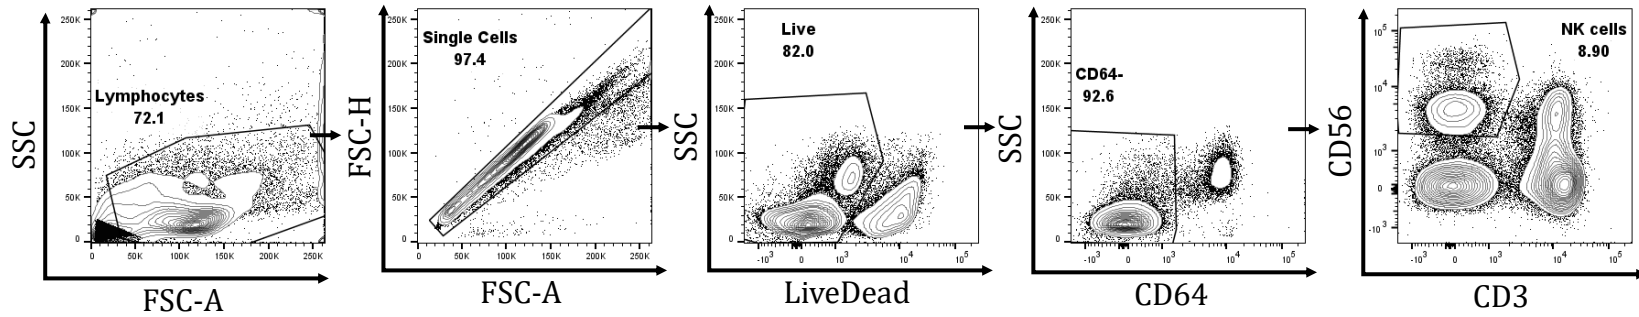 SSC
250K
200K
150K
100K
50K
0
Lymphocytes
72.1
0 50K 100K 150K 200K 250K
FSC-A
FSC-H
250K
200K
150K
100K
50K
0
Single Cells
97.4
0 50K 100K 150K 200K 250K
FSC-A
SSC
250K
200K
150K
100K
50K
0
Live
82.0
-10³ 0 10³ 10⁴ 10⁵
LiveDead
SSC
250K
200K
150K
100K
50K
0
CD64-
92.6
-10³ 0 10³ 10⁴ 10⁵
CD64
CD56
10⁵
10⁴
10³
0
-10³
NK cells
8.90
-10³ 0 10³ 10⁴ 10⁵
CD3